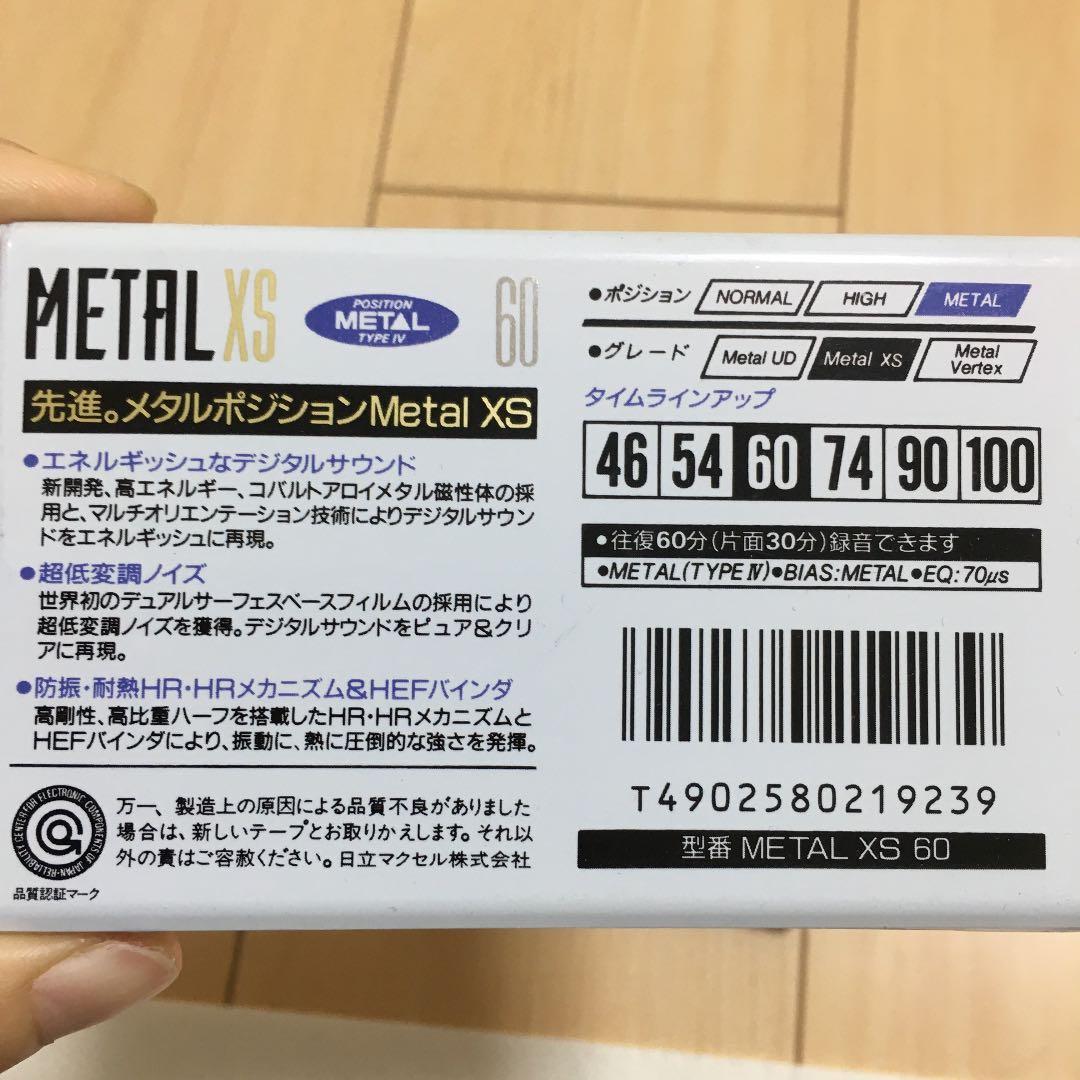 METAL XS
POSITION
METAL
TYPE IV
60
先進。メタルポジションMetal XS
●エネルギッシュなデジタルサウンド
新開発、高エネルギー、コバルトアロイメタル磁性体の採
用と、マルチオリエンテーション技術によりデジタルサウン
ドをエネルギッシュに再現。
●超低変調ノイズ
世界初のデュアルサーフェスベースフィルムの採用により
超低変調ノイズを獲得。デジタルサウンドをピュア&クリ
アに再現。
●防振・耐熱HR・HRメカニズム&HEFバインダ
高剛性、高比重ハーフを搭載したHR・HRメカニズムと
HEFバインダにより、振動に、熱に圧倒的な強さを発揮。
RELIABILITY CENTER FOR ELECTRONIC COMPONENTS OF JAPAN
品質認証マーク
万一、製造上の原因による品質不良がありました
場合は、新しいテープとお取りかえします。それ以
外の責はご容赦ください。日立マクセル株式会社
●ポジション NORMAL HIGH METAL
●グレード Metal UD Metal XS Metal Vertex
タイムラインアップ
46 54 60 74 90 100
●往復60分(片面30分)録音できます
●METAL(TYPE IV)●BIAS:METAL●EQ:70μs
T4902580219239
型番 METAL XS 60